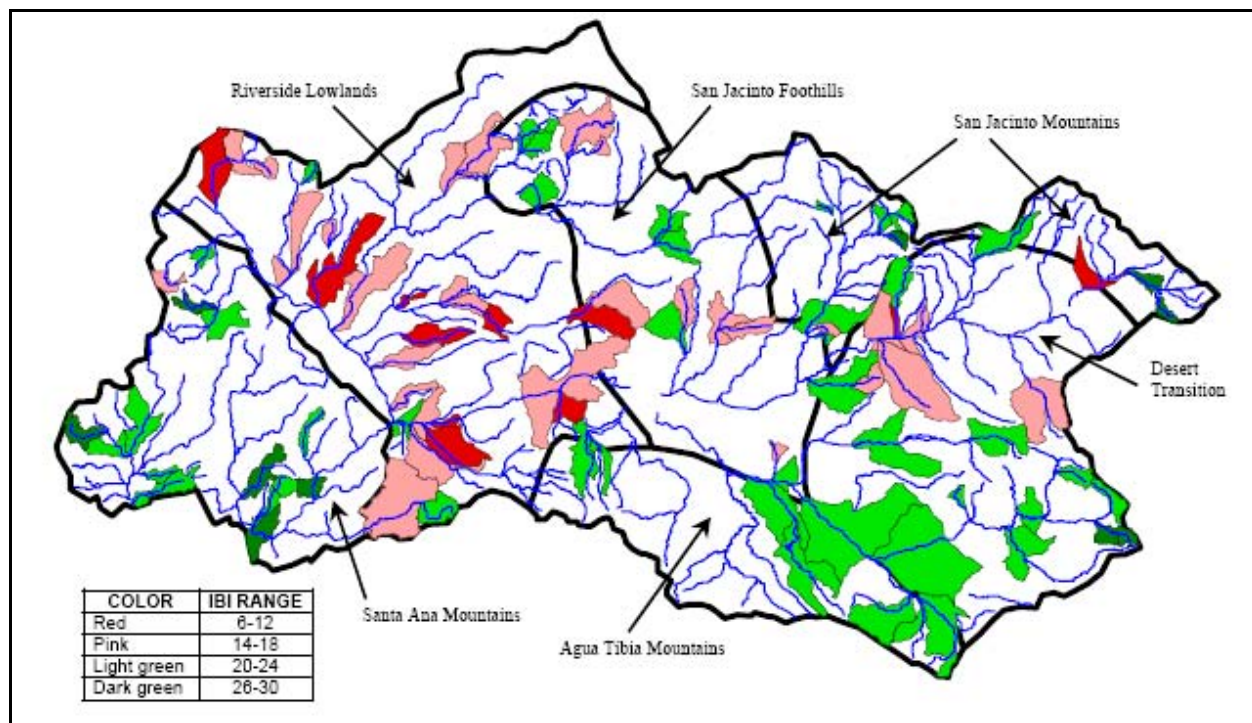 Riverside Lowlands
San Jacinto Foothills
San Jacinto Mountains
Desert
Transition
Santa Ana Mountains
Agua Tibia Mountains
COLOR IBI RANGE
Red 6-12
Pink 14-18
Light green 20-24
Dark green 26-30